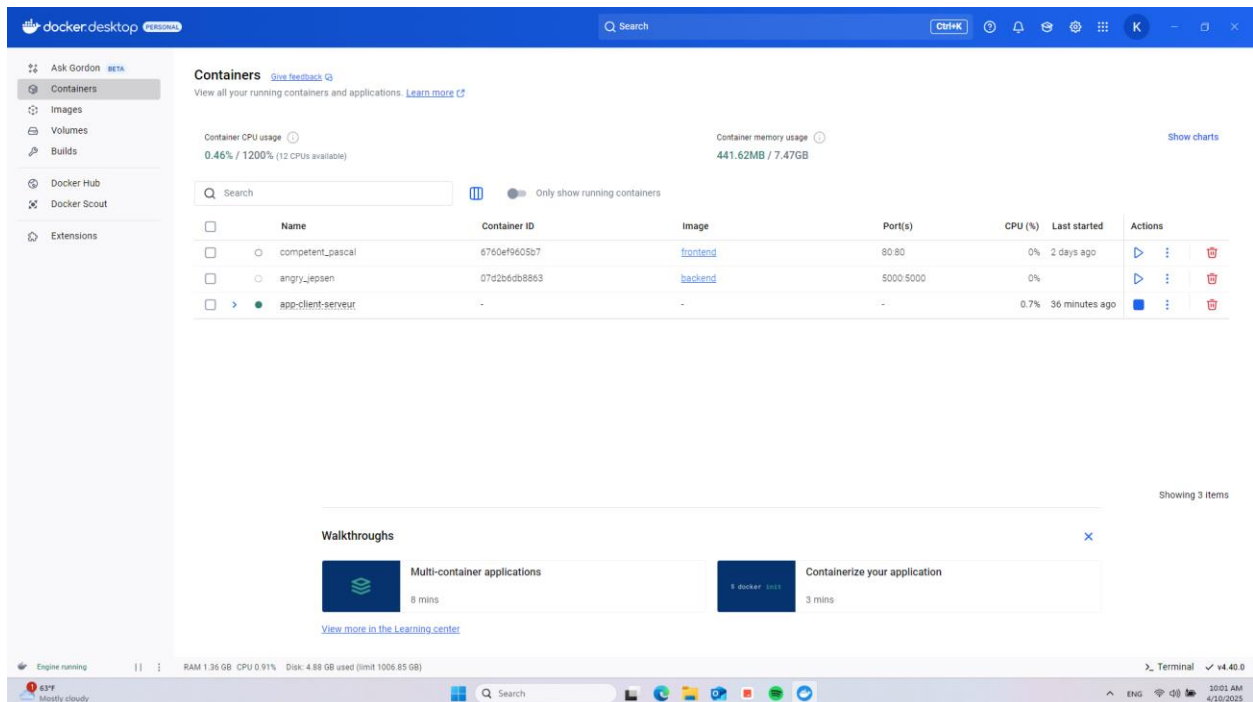 docker.desktop PERSONAL
Search
Ctrl+K
K
Ask Gordon BETA
Containers
Images
Volumes
Builds
Docker Hub
Docker Scout
Extensions
Containers Give feedback
View all your running containers and applications. Learn more
Container CPU usage
0.46% / 1200% (12 CPUs available)
Container memory usage
441.62MB / 7.47GB
Show charts
Search
Only show running containers
Name Container ID Image Port(s) CPU (%) Last started Actions
competent_pascal 6760ef9605b7 frontend 80:80 0% 2 days ago
angry_jepsen 07d2b6db8863 backend 5000:5000 0%
app-client-serveur - - - 0.7% 36 minutes ago
Showing 3 items
Walkthroughs
Multi-container applications
8 mins
$ docker init
Containerize your application
3 mins
View more in the Learning center
Engine running
RAM 1.36 GB CPU 0.91% Disk: 4.88 GB used (limit 1006.85 GB)
Terminal v4.40.0
1
63°F
Mostly cloudy
Search
ENG
10:01 AM
4/10/2025